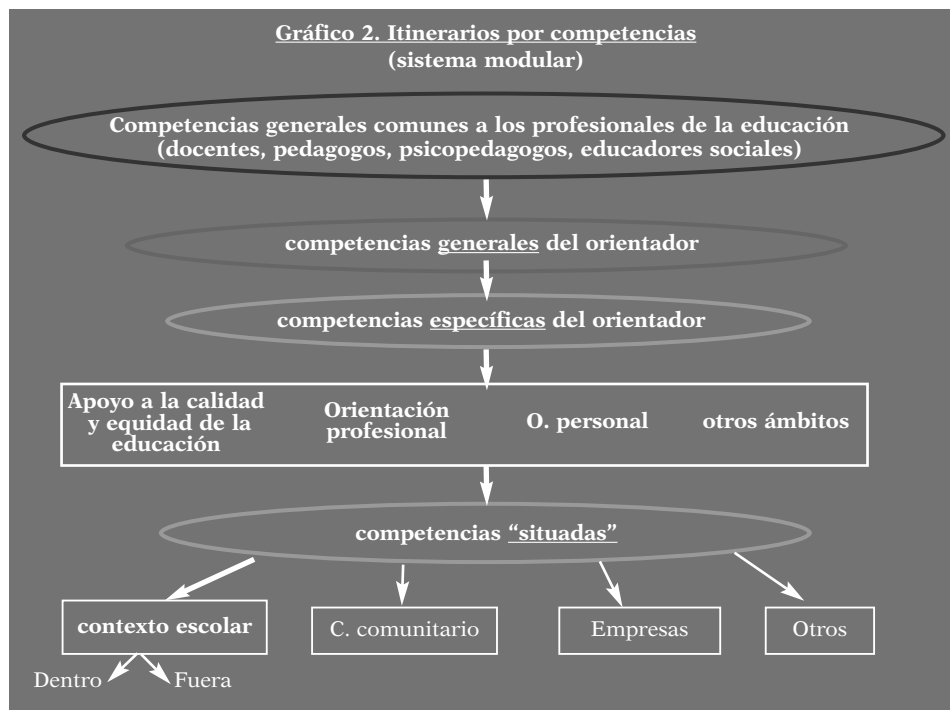 Gráfico 2. Itinerarios por competencias
(sistema modular)
Competencias generales comunes a los profesionales de la educación
(docentes, pedagogos, psicopedagogos, educadores sociales)
competencias generales del orientador
competencias específicas del orientador
Apoyo a la calidad
y equidad de la
educación
Orientación
profesional
O. personal
otros ámbitos
competencias “situadas”
contexto escolar
C. comunitario
Empresas
Otros
Dentro
Fuera